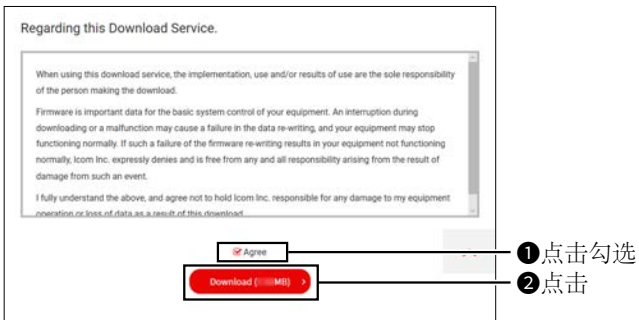 Regarding this Download Service.
When using this download service, the implementation, use and/or results of use are the sole responsibility
of the person making the download.
Firmware is important data for the basic system control of your equipment. An interruption during
downloading or a malfunction may cause a failure in the data re-writing, and your equipment may stop
functioning normally. If such a failure of the firmware re-writing results in your equipment not functioning
normally, Icom Inc. expressly denies and is free from any and all responsibility arising from the result of
damage from such an event.
I fully understand the above, and agree not to hold Icom Inc. responsible for any damage to my equipment
operation or loss of data as a result of this download.
Agree
❶点击勾选
Download ( MB)
❷点击